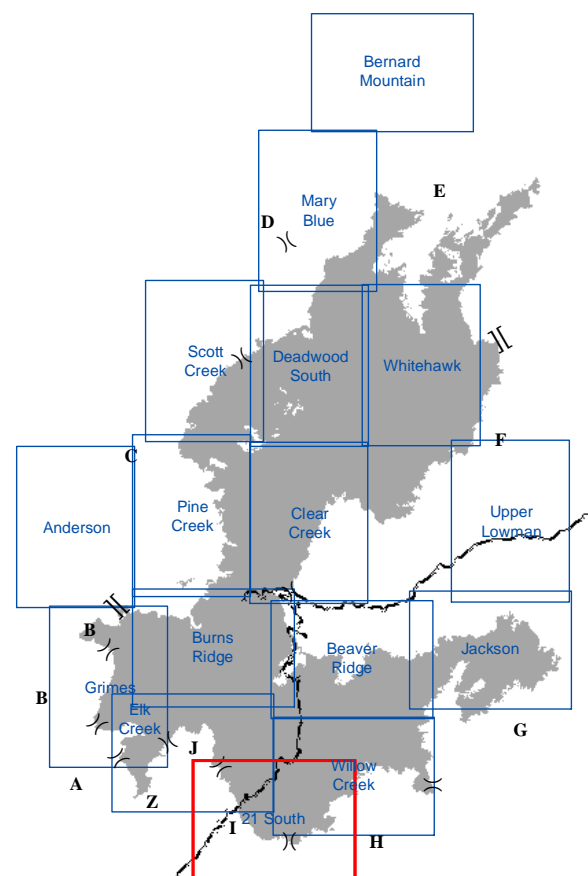 Bernard
Mountain
E
Mary
Blue
D
Scott
Creek
Deadwood
South
Whitehawk
F
C
Anderson
Pine
Creek
Clear
Creek
Upper
Lowman
B
Burns
Ridge
Beaver
Ridge
Jackson
B
Grimes
Elk
Creek
G
J
A
Z
Willow
Creek
I
21 South
H